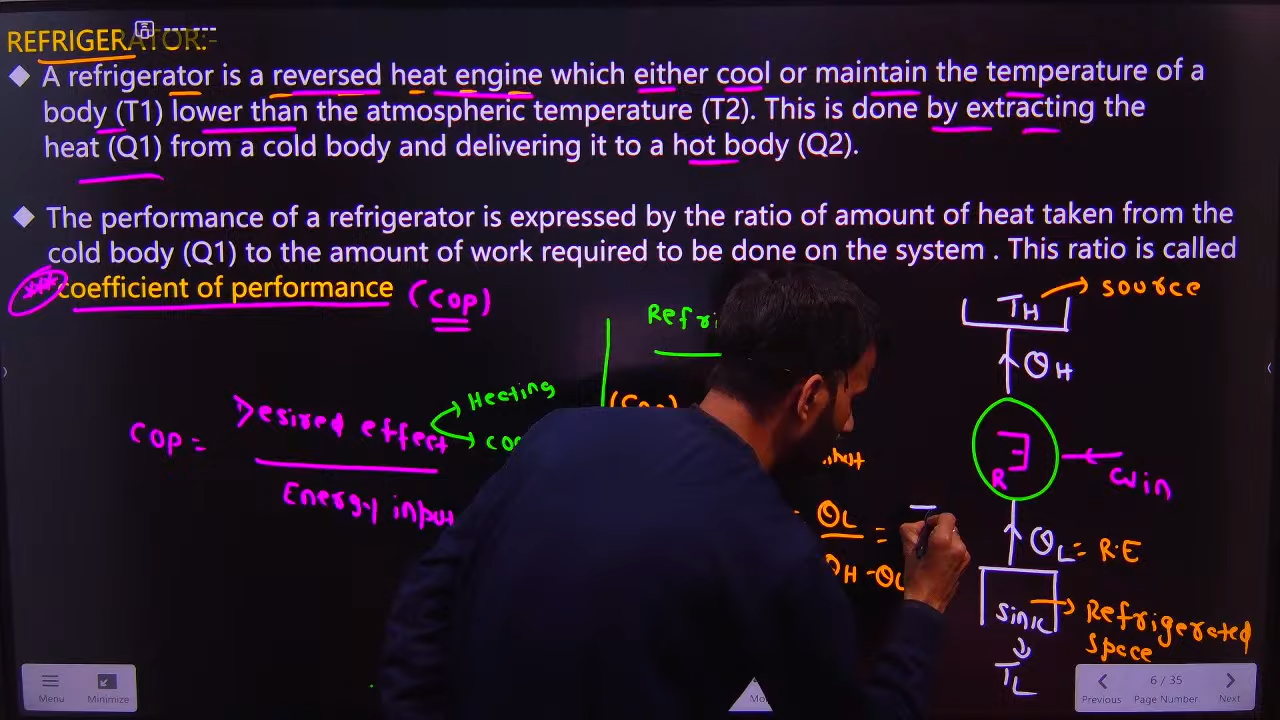 REFRIGERATOR:-
A refrigerator is a reversed heat engine which either cool or maintain the temperature of a
body (T1) lower than the atmospheric temperature (T2). This is done by extracting the
heat (Q1) from a cold body and delivering it to a hot body (Q2).
The performance of a refrigerator is expressed by the ratio of amount of heat taken from the
cold body (Q1) to the amount of work required to be done on the system . This ratio is called
coefficient of performance (COP)
TH → source
QH
COP = Desired effect
Heating
Energy input
R E
Win
QL
= QL =
QH - QL
QL = R.E
Sink → Refrigerated
space
TL
Menu
Minimize
6 / 35
Previous
Page Number
Next